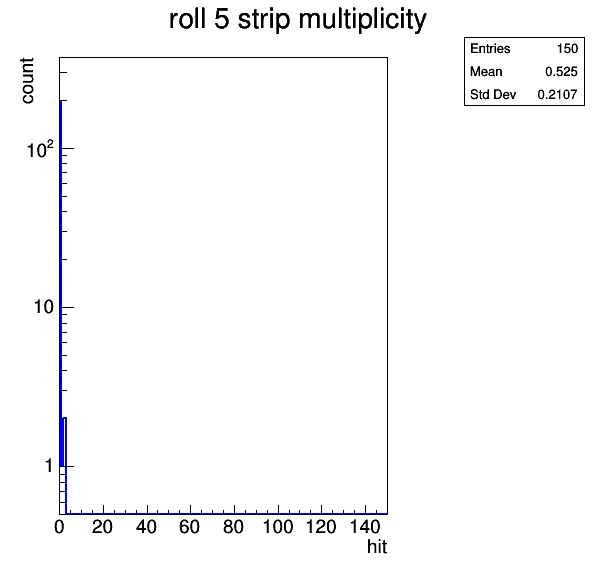 roll 5 strip multiplicity
Entries 150
Mean 0.525
Std Dev 0.2107
count
10²
10
1
0 20 40 60 80 100 120 140
hit